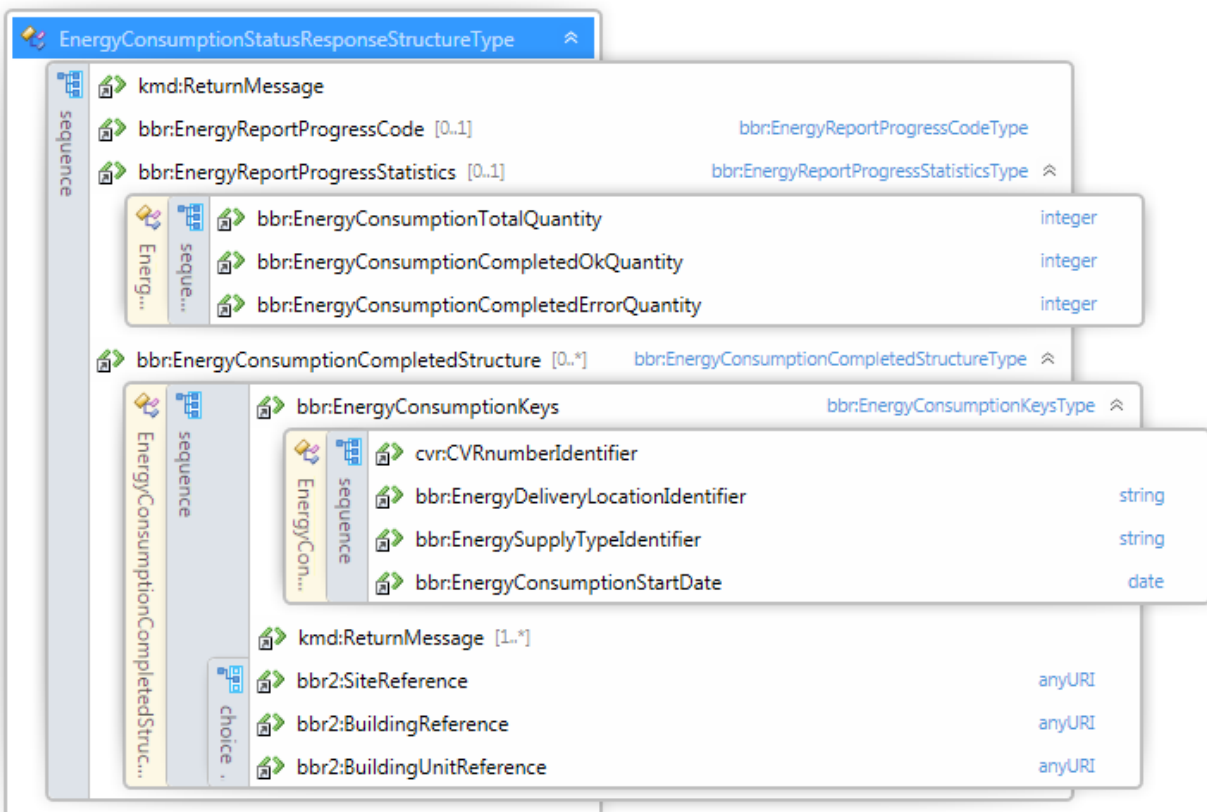 EnergyConsumptionStatusResponseStructureType
sequence
kmd:ReturnMessage
bbr:EnergyReportProgressCode [0..1] bbr:EnergyReportProgressCodeType
bbr:EnergyReportProgressStatistics [0..1] bbr:EnergyReportProgressStatisticsType
Energ...
seque...
bbr:EnergyConsumptionTotalQuantity integer
bbr:EnergyConsumptionCompletedOkQuantity integer
bbr:EnergyConsumptionCompletedErrorQuantity integer
bbr:EnergyConsumptionCompletedStructure [0..*] bbr:EnergyConsumptionCompletedStructureType
EnergyConsumptionCompletedStruc...
sequence
bbr:EnergyConsumptionKeys bbr:EnergyConsumptionKeysType
EnergyCon...
sequence
cvr:CVRnumberIdentifier
bbr:EnergyDeliveryLocationIdentifier string
bbr:EnergySupplyTypeIdentifier string
bbr:EnergyConsumptionStartDate date
kmd:ReturnMessage [1..*]
choice .
bbr2:SiteReference anyURI
bbr2:BuildingReference anyURI
bbr2:BuildingUnitReference anyURI